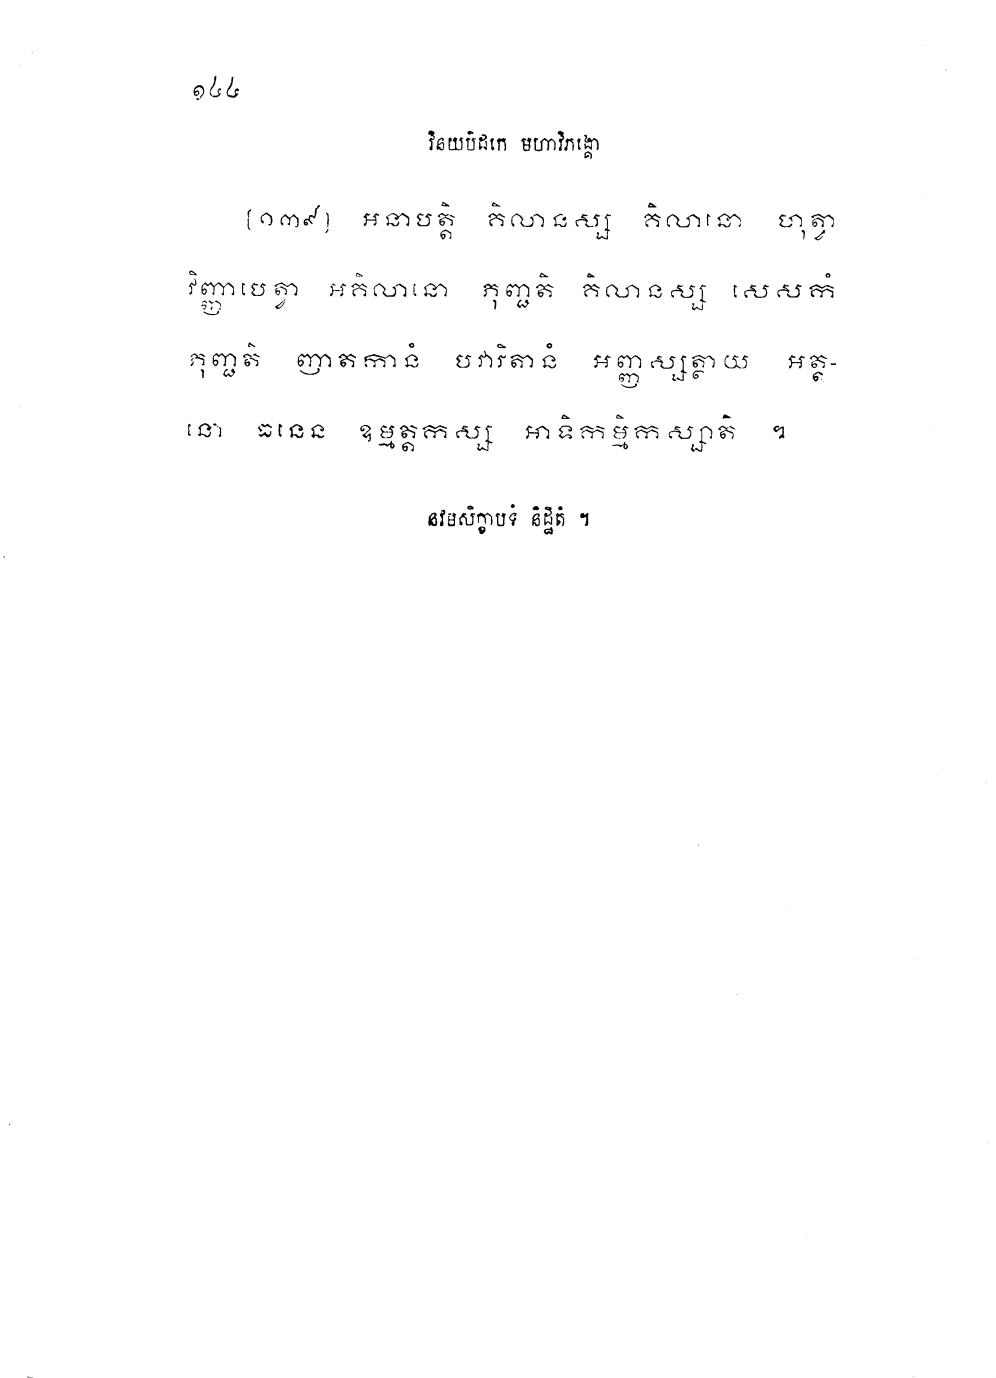 ១៤៤
វិនយបិដកេ មហាវិភង្គោ
[១៣៩] អនាបត្តិ គិលានស្ស គិលានោ ហុត្វា
វិញ្ញាបេត្វា អគិលានោ ភុញ្ជតិ គិលានស្ស សេសកំ
ភុញ្ជតិ ញាតកានំ បវារិតានំ អញ្ញស្សត្ថាយ អត្ត-
នោ ធនេន ឧម្មត្តកស្ស អាទិកម្មិកស្សាតិ ។
នវមសិក្ខាបទំ និដ្ឋិតំ ។